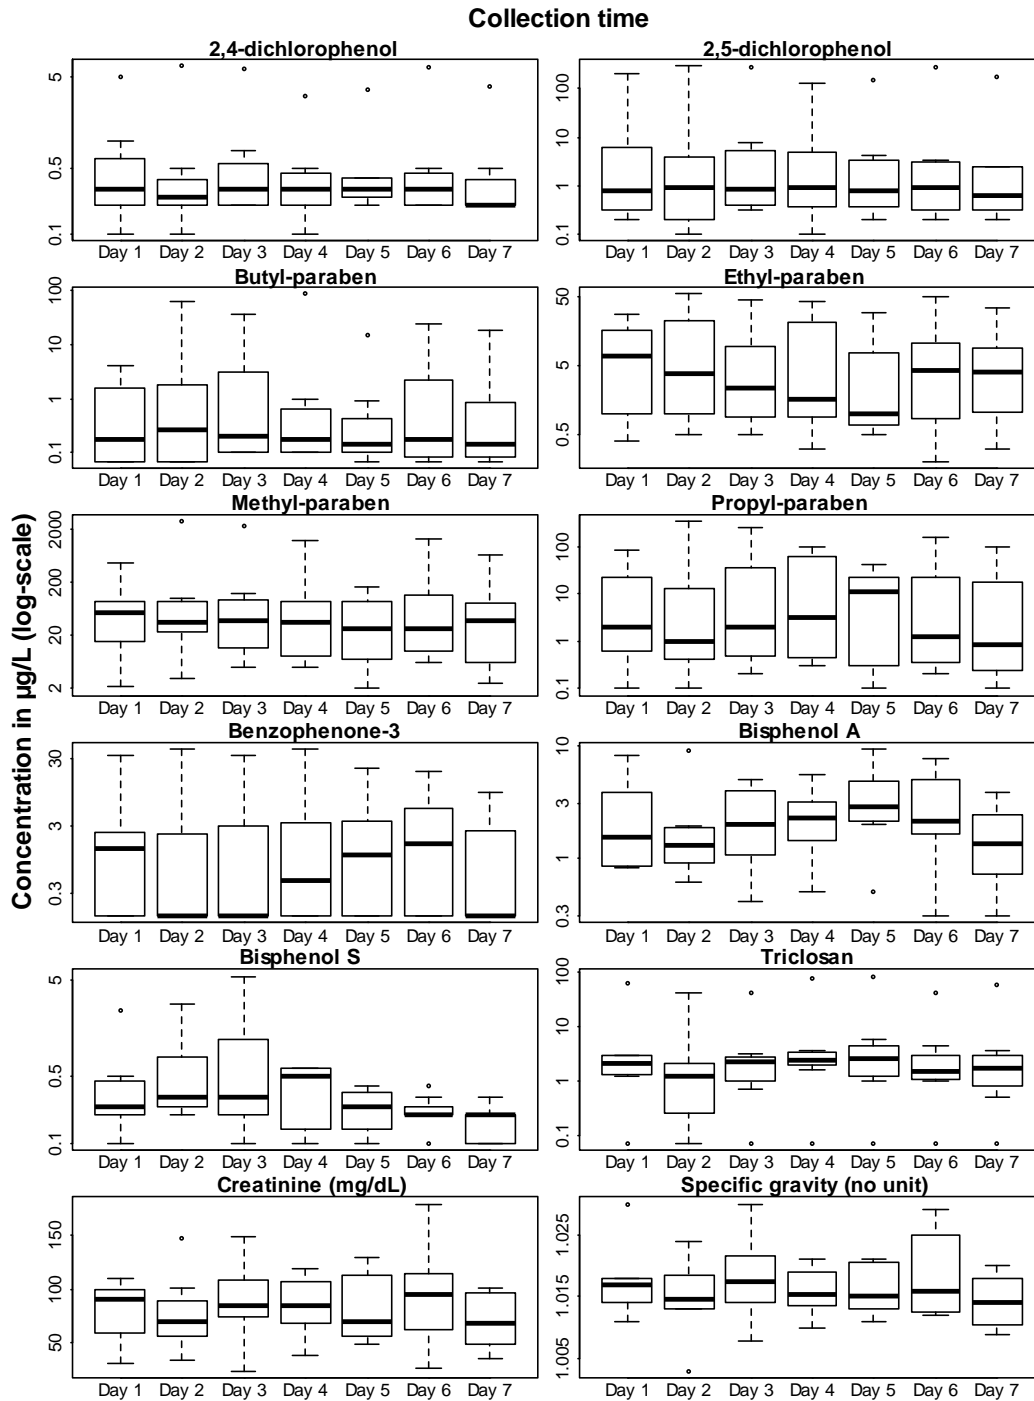 Collection time
Concentration in µg/L (log-scale)
2,4-dichlorophenol
5
0.5
0.1
Day 1 Day 2 Day 3 Day 4 Day 5 Day 6 Day 7
2,5-dichlorophenol
100
10
1
0.1
Day 1 Day 2 Day 3 Day 4 Day 5 Day 6 Day 7
Butyl-paraben
100
10
1
0.1
Day 1 Day 2 Day 3 Day 4 Day 5 Day 6 Day 7
Ethyl-paraben
50
5
0.5
Day 1 Day 2 Day 3 Day 4 Day 5 Day 6 Day 7
Methyl-paraben
2000
200
20
2
Day 1 Day 2 Day 3 Day 4 Day 5 Day 6 Day 7
Propyl-paraben
100
10
1
0.1
Day 1 Day 2 Day 3 Day 4 Day 5 Day 6 Day 7
Benzophenone-3
30
3
0.3
Day 1 Day 2 Day 3 Day 4 Day 5 Day 6 Day 7
Bisphenol A
10
3
1
0.3
Day 1 Day 2 Day 3 Day 4 Day 5 Day 6 Day 7
Bisphenol S
5
0.5
0.1
Day 1 Day 2 Day 3 Day 4 Day 5 Day 6 Day 7
Triclosan
100
10
1
0.1
Day 1 Day 2 Day 3 Day 4 Day 5 Day 6 Day 7
Creatinine (mg/dL)
150
100
50
Day 1 Day 2 Day 3 Day 4 Day 5 Day 6 Day 7
Specific gravity (no unit)
1.025
1.015
1.005
Day 1 Day 2 Day 3 Day 4 Day 5 Day 6 Day 7